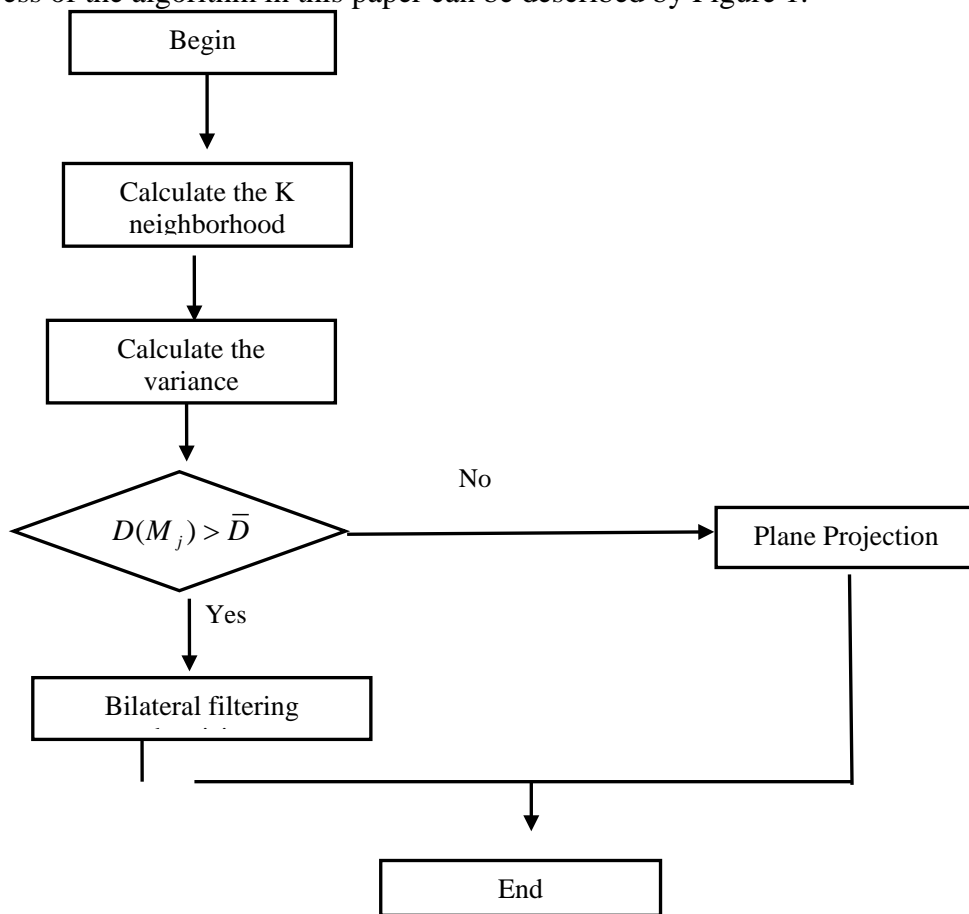 ess of the algorithm in this paper can be described by Figure 1.
Begin
Calculate the K
neighborhood
Calculate the
variance
No
D(M_j) > D̅
Plane Projection
Yes
Bilateral filtering
End